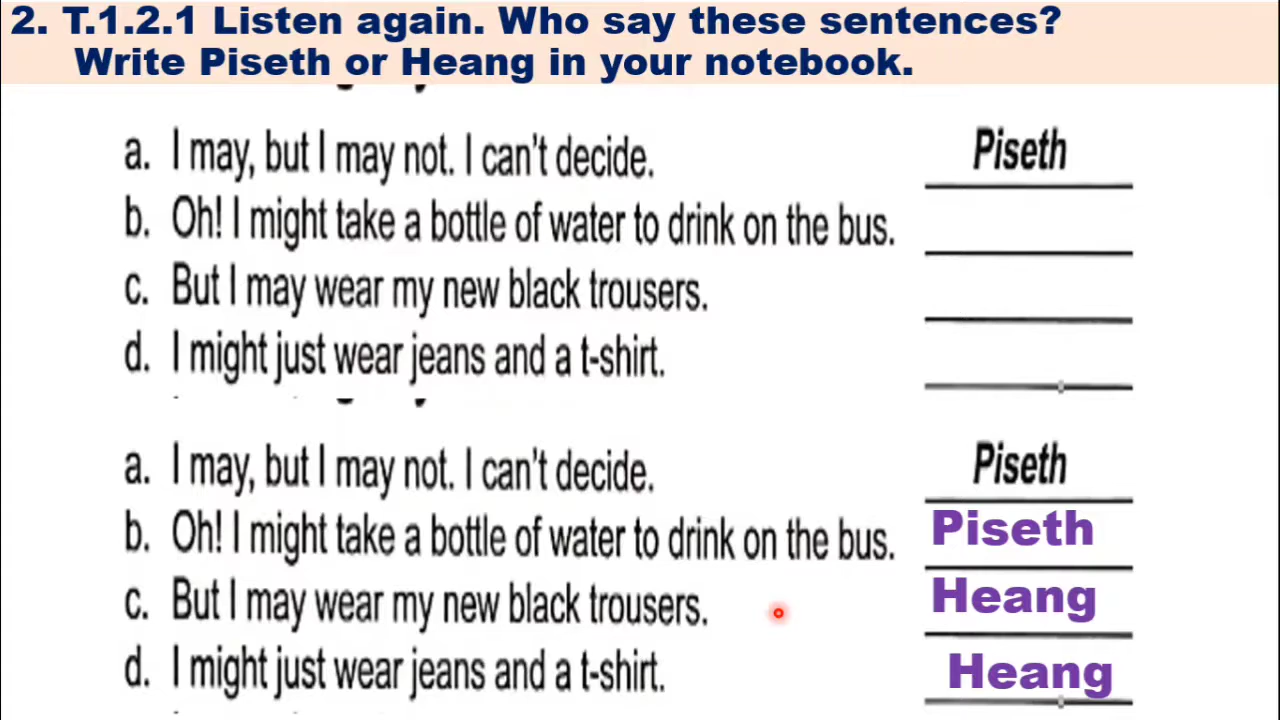 2. T.1.2.1 Listen again. Who say these sentences?
Write Piseth or Heang in your notebook.
a. I may, but I may not. I can't decide. Piseth
b. Oh! I might take a bottle of water to drink on the bus.
c. But I may wear my new black trousers.
d. I might just wear jeans and a t-shirt.
a. I may, but I may not. I can't decide. Piseth
b. Oh! I might take a bottle of water to drink on the bus. Piseth
c. But I may wear my new black trousers. Heang
d. I might just wear jeans and a t-shirt. Heang